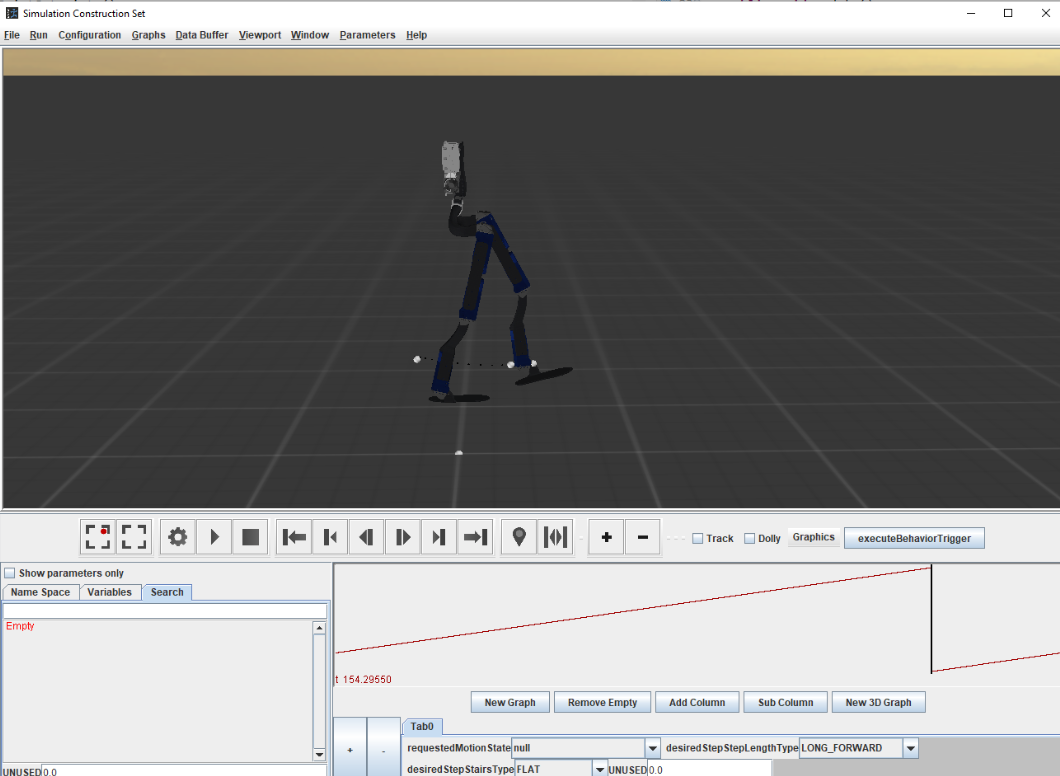 Simulation Construction Set
File Run Configuration Graphs Data Buffer Viewport Window Parameters Help
Track Dolly Graphics executeBehaviorTrigger
Show parameters only
Name Space Variables Search
Empty
t 154.29550
New Graph Remove Empty Add Column Sub Column New 3D Graph
Tab0
+ - requestedMotionState null desiredStepStepLengthType LONG_FORWARD
UNUSED 0.0 desiredStepStairsType FLAT UNUSED 0.0